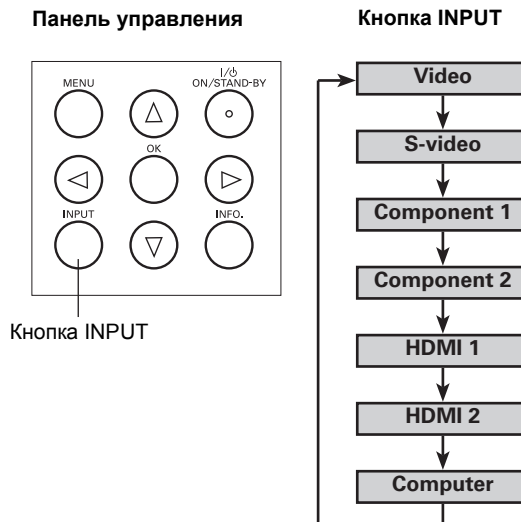 Панель управления
MENU
I/⏻
ON/STAND-BY
OK
INPUT
INFO.
Кнопка INPUT
Кнопка INPUT
Video
S-video
Component 1
Component 2
HDMI 1
HDMI 2
Computer